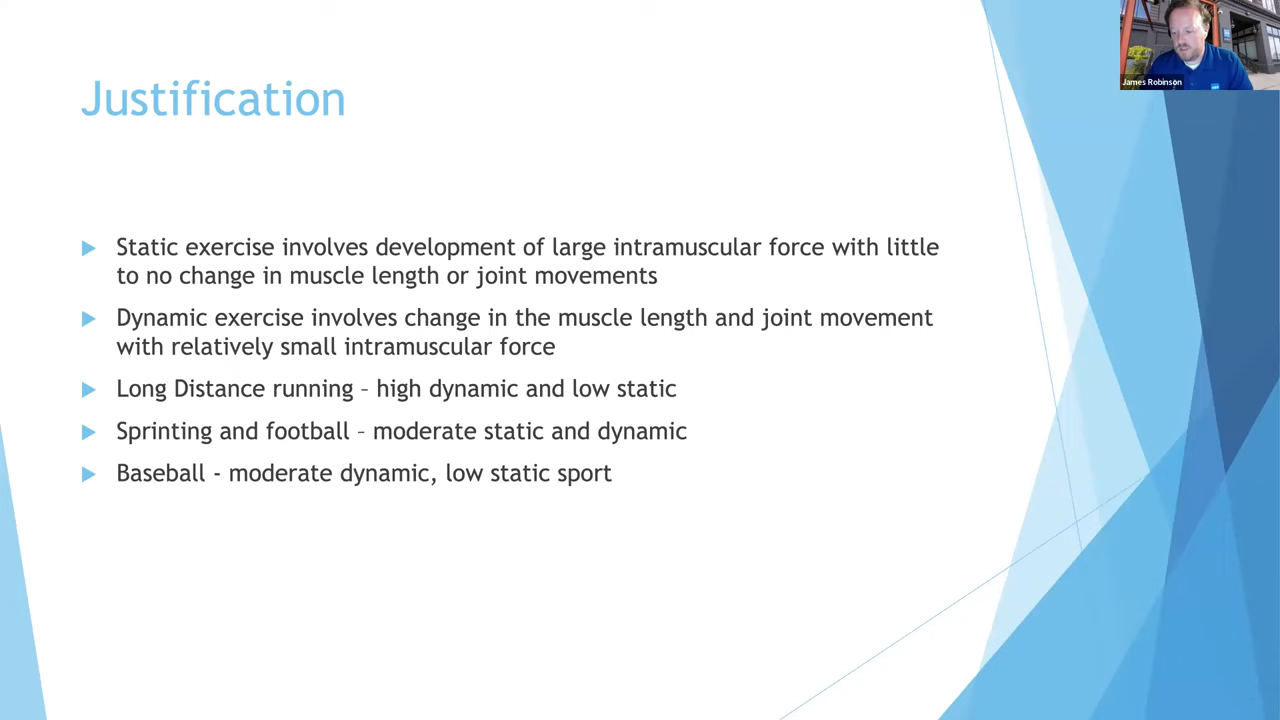 James Robinson
Justification
Static exercise involves development of large intramuscular force with little
to no change in muscle length or joint movements
Dynamic exercise involves change in the muscle length and joint movement
with relatively small intramuscular force
Long Distance running – high dynamic and low static
Sprinting and football – moderate static and dynamic
Baseball - moderate dynamic, low static sport